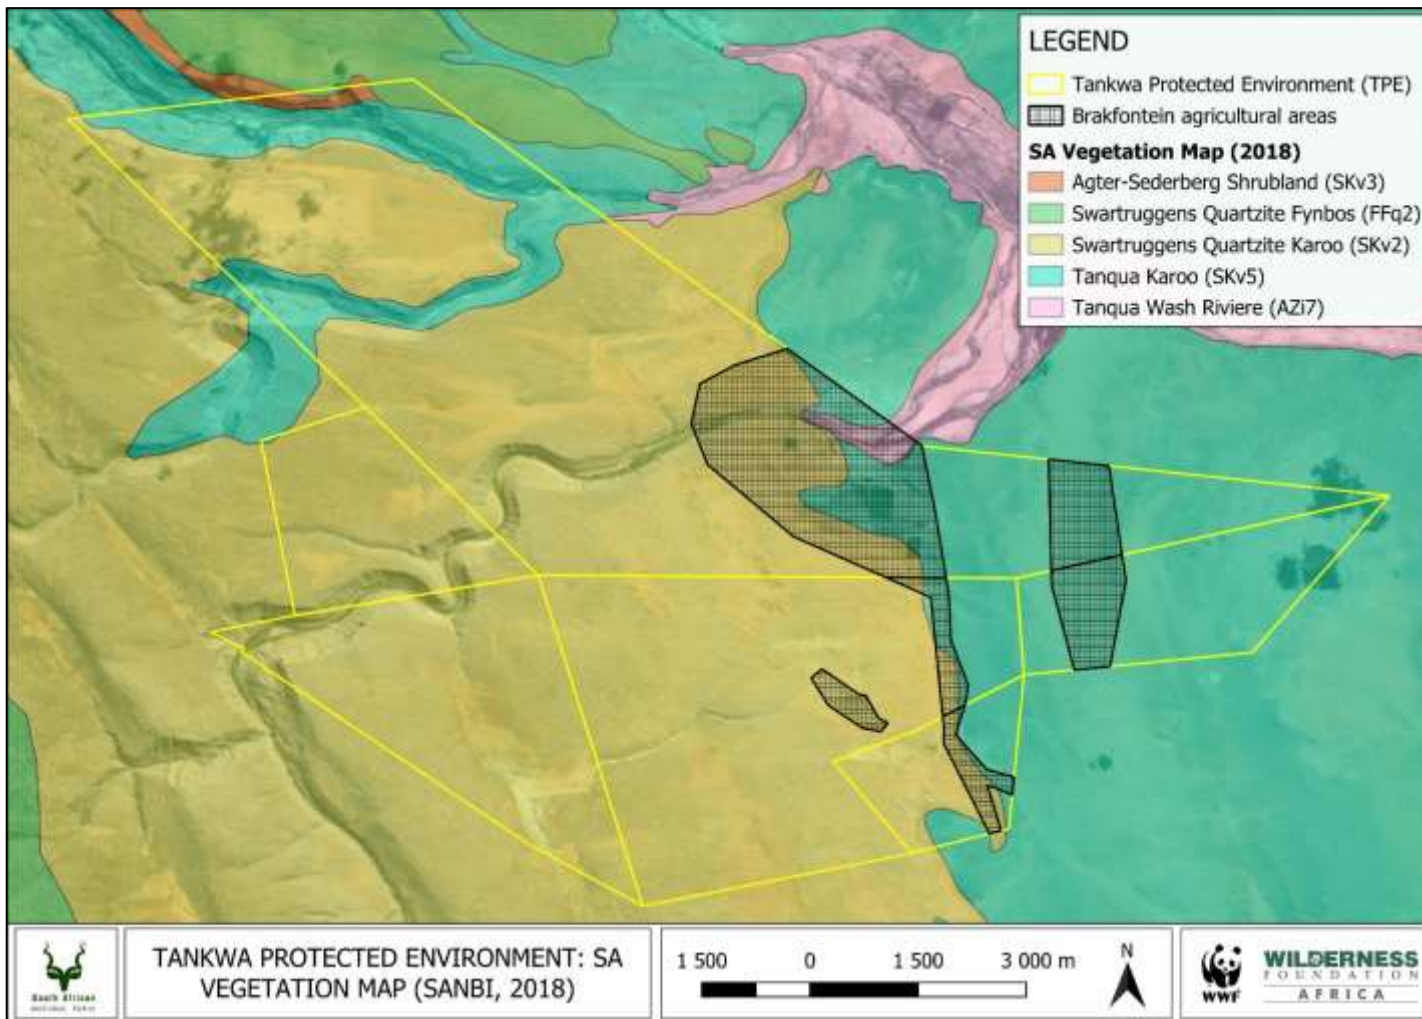 LEGEND
Tankwa Protected Environment (TPE)
Brakfontein agricultural areas
SA Vegetation Map (2018)
Agter-Sederberg Shrubland (SKv3)
Swartruggens Quartzite Fynbos (FFq2)
Swartruggens Quartzite Karoo (SKv2)
Tanqua Karoo (SKv5)
Tanqua Wash Riviere (AZi7)
South African
TANKWA PROTECTED ENVIRONMENT: SA
VEGETATION MAP (SANBI, 2018)
1 500 0 1 500 3 000 m
N
WWF
WILDERNESS
FOUNDATION
AFRICA